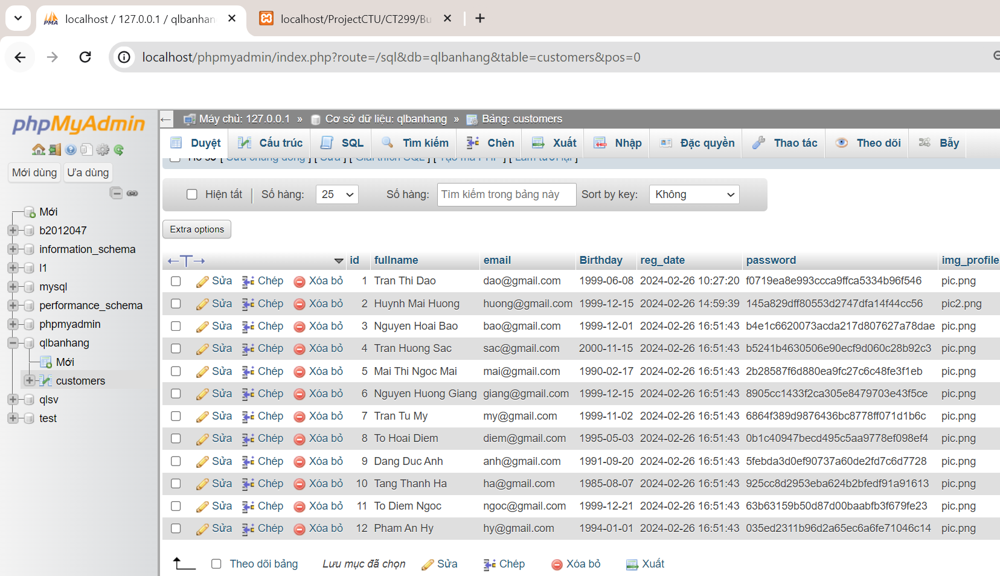 localhost / 127.0.0.1 / qlbanhan
localhost/ProjectCTU/CT299/Bu
localhost/phpmyadmin/index.php?route=/sql&db=qlbanhang&table=customers&pos=0
phpMyAdmin
Mới dùng Ưa dùng
Mới
b2012047
information_schema
l1
mysql
performance_schema
phpmyadmin
qlbanhang
Mới
customers
qlsv
test
Máy chủ: 127.0.0.1 » Cơ sở dữ liệu: qlbanhang » Bảng: customers
Duyệt Cấu trúc SQL Tìm kiếm Chèn Xuất Nhập Đặc quyền Thao tác Theo dõi Bẫy
Hiện tất Số hàng: 25 Số hàng: Tìm kiếm trong bảng này Sort by key: Không
Extra options
←T→ id fullname email Birthday reg_date password img_profile
Sửa Chép Xóa bỏ 1 Tran Thi Dao dao@gmail.com 1999-06-08 2024-02-26 10:27:20 f0719ea8e993ccca9ffca5334b96f546 pic.png
Sửa Chép Xóa bỏ 2 Huynh Mai Huong huong@gmail.com 1999-12-15 2024-02-26 14:59:39 145a829dff80553d2747dfa14f44cc56 pic2.png
Sửa Chép Xóa bỏ 3 Nguyen Hoai Bao bao@gmail.com 1999-12-01 2024-02-26 16:51:43 b4e1c6620073acda217d807627a78dae pic.png
Sửa Chép Xóa bỏ 4 Tran Huong Sac sac@gmail.com 2000-11-15 2024-02-26 16:51:43 b5241b4630506e90ecf9d060c28b92c3 pic.png
Sửa Chép Xóa bỏ 5 Mai Thi Ngoc Mai mai@gmail.com 1990-02-17 2024-02-26 16:51:43 2b28587f6d880ea9fc27c6c48fe3f1eb pic.png
Sửa Chép Xóa bỏ 6 Nguyen Huong Giang giang@gmail.com 1999-12-15 2024-02-26 16:51:43 8905cc1433f2ca305e8479703e43f5ce pic.png
Sửa Chép Xóa bỏ 7 Tran Tu My my@gmail.com 1999-11-02 2024-02-26 16:51:43 6864f389d9876436bc8778ff071d1b6c pic.png
Sửa Chép Xóa bỏ 8 To Hoai Diem diem@gmail.com 1995-05-03 2024-02-26 16:51:43 0b1c40947becd495c5aa9778ef098ef4 pic.png
Sửa Chép Xóa bỏ 9 Dang Duc Anh anh@gmail.com 1991-09-20 2024-02-26 16:51:43 5febda3d0ef90737a60de2fd7c6d7728 pic.png
Sửa Chép Xóa bỏ 10 Tang Thanh Ha ha@gmail.com 1985-08-07 2024-02-26 16:51:43 925cc8d2953eba624b2bfedf91a91613 pic.png
Sửa Chép Xóa bỏ 11 To Diem Ngoc ngoc@gmail.com 1999-12-21 2024-02-26 16:51:43 63b63159b50d87d00baabfb3f679fe23 pic.png
Sửa Chép Xóa bỏ 12 Pham An Hy hy@gmail.com 1994-01-01 2024-02-26 16:51:43 035ed2311b96d2a65ec6a6fe71046c14 pic.png
Theo dõi bảng Lưu mục đã chọn Sửa Chép Xóa bỏ Xuất